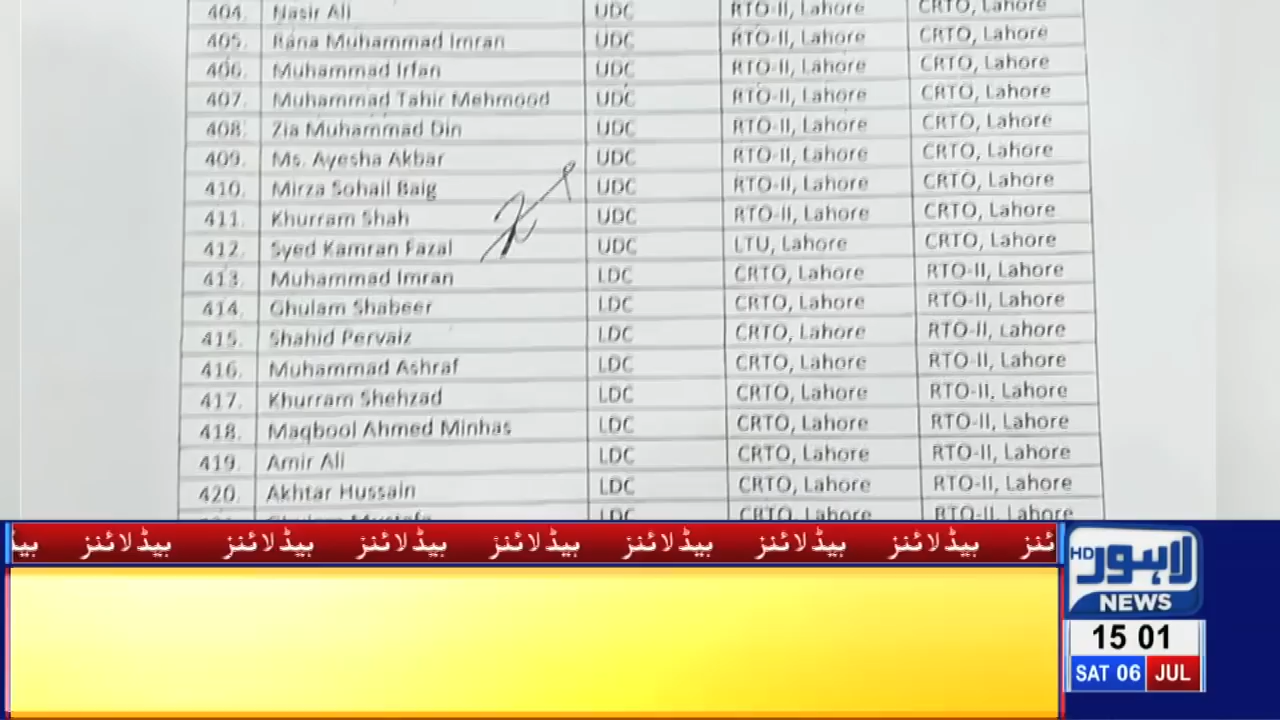 404. Nasir Ali UDC RTO-II, Lahore CRTO, Lahore
405. Rana Muhammad Imran UDC RTO-II, Lahore CRTO, Lahore
406. Muhammad Irfan UDC RTO-II, Lahore CRTO, Lahore
407. Muhammad Tahir Mehmood UDC RTO-II, Lahore CRTO, Lahore
408. Zia Muhammad Din UDC RTO-II, Lahore CRTO, Lahore
409. Ms. Ayesha Akbar UDC RTO-II, Lahore CRTO, Lahore
410. Mirza Sohail Baig UDC RTO-II, Lahore CRTO, Lahore
411. Khurram Shah UDC RTO-II, Lahore CRTO, Lahore
412. Syed Kamran Fazal UDC LTU, Lahore CRTO, Lahore
413. Muhammad Imran LDC CRTO, Lahore RTO-II, Lahore
414. Ghulam Shabeer LDC CRTO, Lahore RTO-II, Lahore
415. Shahid Pervaiz LDC CRTO, Lahore RTO-II, Lahore
416. Muhammad Ashraf LDC CRTO, Lahore RTO-II, Lahore
417. Khurram Shehzad LDC CRTO, Lahore RTO-II, Lahore
418. Maqbool Ahmed Minhas LDC CRTO, Lahore RTO-II, Lahore
419. Amir Ali LDC CRTO, Lahore RTO-II, Lahore
420. Akhtar Hussain LDC CRTO, Lahore RTO-II, Lahore
LDC CRTO, Lahore RTO-II, Lahore
ہیڈلائنز ہیڈلائنز ہیڈلائنز ہیڈلائنز ہیڈلائنز ہیڈلائنز ہیڈلائنز
HD لاہور
NEWS
15 01
SAT 06 JUL